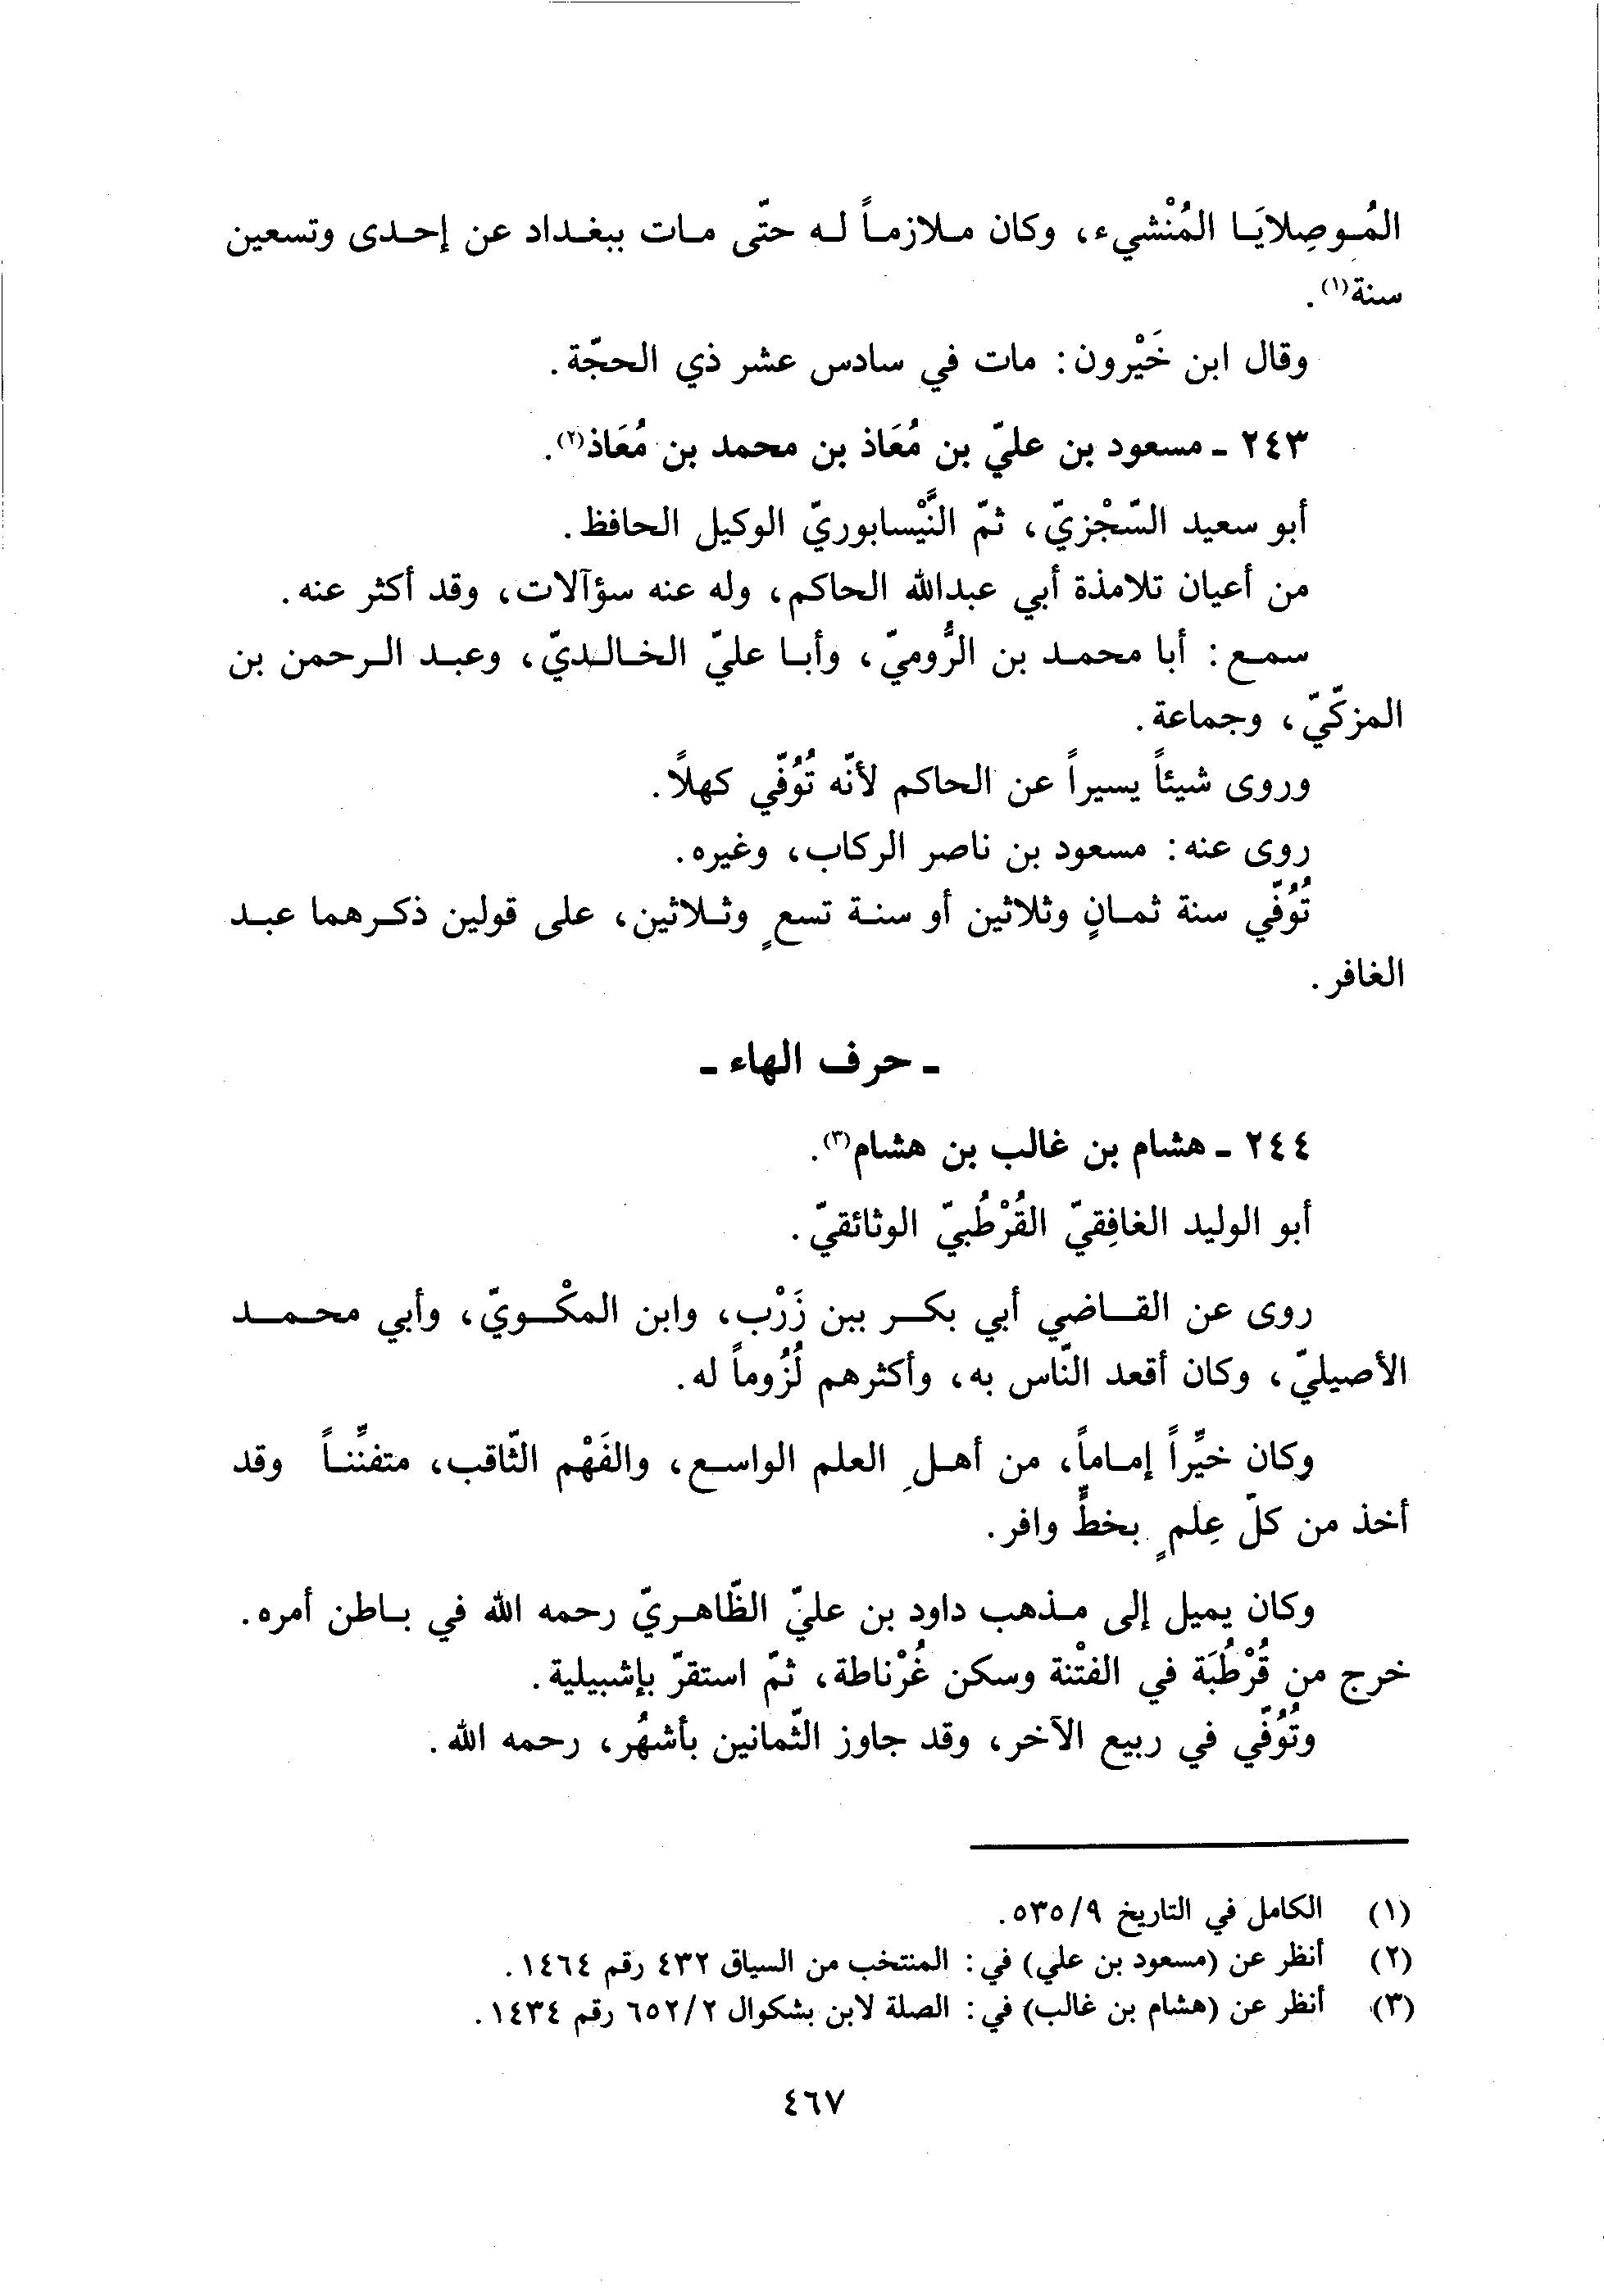 المُوصِلايَا المُنْشيء، وكان ملازماً له حتّى مات ببغداد عن إحدى وتسعين
سنة(١).
وقال ابن خَيْرون: مات في سادس عشر ذي الحجّة.
٢٤٣ ـ مسعود بن عليّ بن مُعَاذ بن محمد بن مُعَاذ(٢).
أبو سعيد السّجْزيّ، ثمّ النَّيْسابوريّ الوكيل الحافظ.
من أعيان تلامذة أبي عبدالله الحاكم، وله عنه سؤآلات، وقد أكثر عنه.
سمع: أبا محمد بن الرُّوميّ، وأبا عليّ الخالديّ، وعبد الرحمن بن
المزكّيّ، وجماعة.
وروى شيئاً يسيراً عن الحاكم لأنّه تُوُفّي كهلًا.
روى عنه: مسعود بن ناصر الركاب، وغيره.
تُوُفّي سنة ثمانٍ وثلاثين أو سنة تسعٍ وثلاثين، على قولين ذكرهما عبد
الغافر.
ـ حرف الهاء ـ
٢٤٤ ـ هشام بن غالب بن هشام(٣).
أبو الوليد الغافِقيّ القُرْطُبيّ الوثائقيّ.
روى عن القاضي أبي بكر ببن زَرْب، وابن المكْويّ، وأبي محمد
الأصيليّ، وكان أقعد النّاس به، وأكثرهم لُزُوماً له.
وكان خيِّراً إماماً، من أهلِ العلم الواسع، والفَهْم الثّاقب، متفنِّناً وقد
أخذ من كلّ عِلمٍ بخطٍّ وافر.
وكان يميل إلى مذهب داود بن عليّ الظّاهريّ رحمه الله في باطن أمره.
خرج من قُرْطُبَة في الفتْنة وسكن غُرْناطة، ثمّ استقرّ بإشبيلية.
وتُوُفّي في ربيع الآخر، وقد جاوز الثّمانين بأشهُر، رحمه الله.
(١) الكامل في التاريخ ٥٣٥/٩.
(٢) أنظر عن (مسعود بن علي) في: المنتخب من السياق ٤٣٢ رقم ١٤٦٤.
(٣) أنظر عن (هشام بن غالب) في: الصلة لابن بشكوال ٦٥٢/٢ رقم ١٤٣٤.
٤٦٧